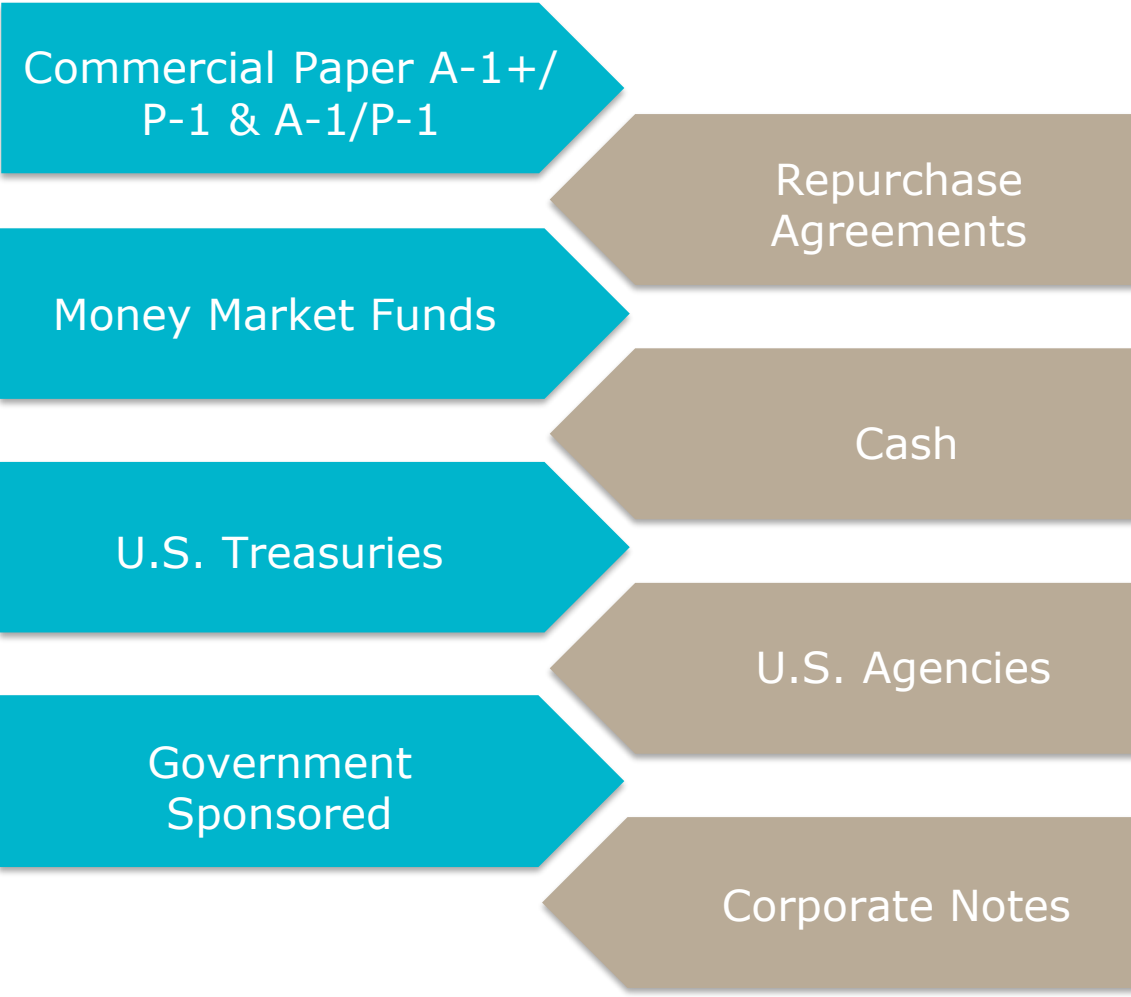 Commercial Paper A-1+/
P-1 & A-1/P-1
Repurchase
Agreements
Money Market Funds
Cash
U.S. Treasuries
U.S. Agencies
Government
Sponsored
Corporate Notes